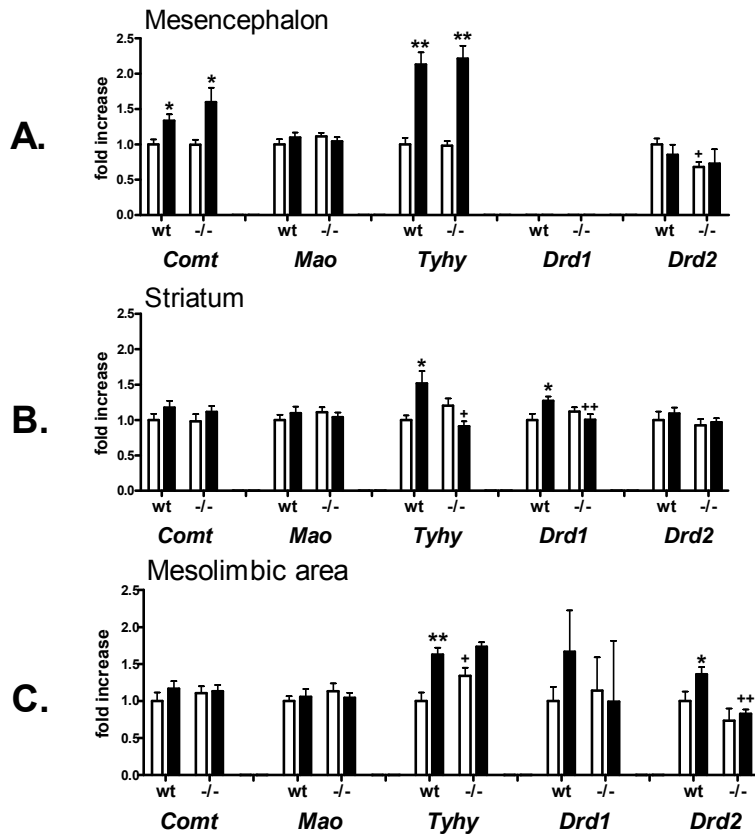 Mesencephalon
A.
fold increase
2.5
2.0
1.5
1.0
0.5
0.0
* * ** ** +
wt -/- wt -/- wt -/- wt -/- wt -/-
Comt Mao Tyhy Drd1 Drd2
Striatum
B.
fold increase
2.5
2.0
1.5
1.0
0.5
0.0
* + * ++
wt -/- wt -/- wt -/- wt -/- wt -/-
Comt Mao Tyhy Drd1 Drd2
Mesolimbic area
C.
fold increase
2.5
2.0
1.5
1.0
0.5
0.0
** + * ++
wt -/- wt -/- wt -/- wt -/- wt -/-
Comt Mao Tyhy Drd1 Drd2